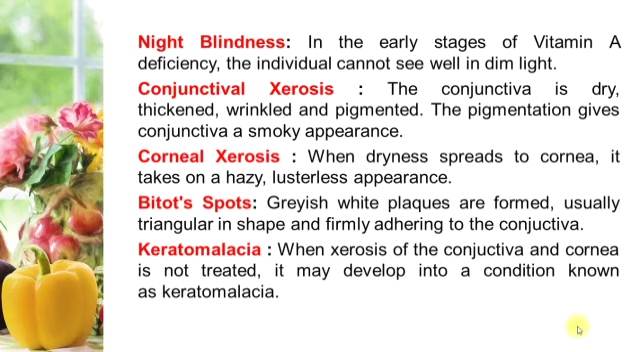 Night Blindness: In the early stages of Vitamin A
deficiency, the individual cannot see well in dim light.
Conjunctival Xerosis : The conjunctiva is dry,
thickened, wrinkled and pigmented. The pigmentation gives
conjunctiva a smoky appearance.
Corneal Xerosis : When dryness spreads to cornea, it
takes on a hazy, lusterless appearance.
Bitot's Spots: Greyish white plaques are formed, usually
triangular in shape and firmly adhering to the conjuctiva.
Keratomalacia : When xerosis of the conjuctiva and cornea
is not treated, it may develop into a condition known
as keratomalacia.